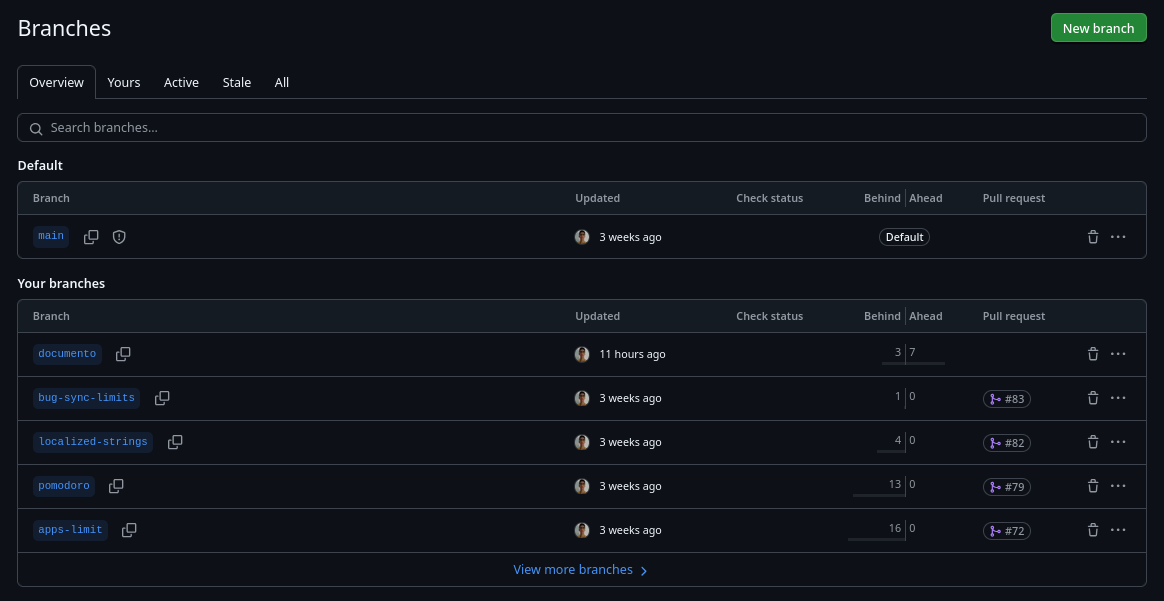 Branches
New branch
Overview Yours Active Stale All
Search branches...
Default
Branch Updated Check status Behind Ahead Pull request
main 3 weeks ago Default
Your branches
Branch Updated Check status Behind Ahead Pull request
documento 11 hours ago 3 7
bug-sync-limits 3 weeks ago 1 0 #83
localized-strings 3 weeks ago 4 0 #82
pomodoro 3 weeks ago 13 0 #79
apps-limit 3 weeks ago 16 0 #72
View more branches